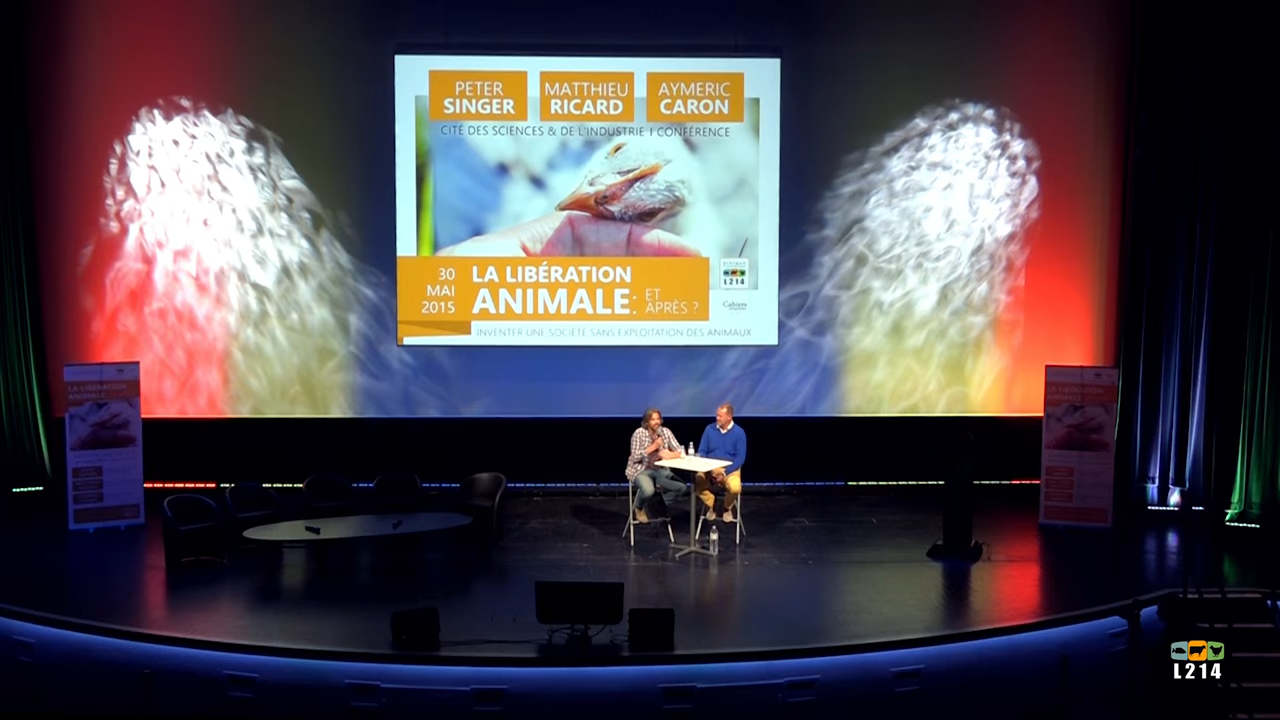 PETER
SINGER
MATTHIEU
RICARD
AYMERIC
CARON
CITÉ DES SCIENCES & DE L'INDUSTRIE I CONFÉRENCE
30
MAI
2015
LA LIBÉRATION
ANIMALE: ET
APRÈS ?
L214
Cahiers
INVENTER UNE SOCIÉTÉ SANS EXPLOITATION DES ANIMAUX
LA LIBÉRATION
ANIMALE
LA LIBÉRATION
ANIMALE
L214